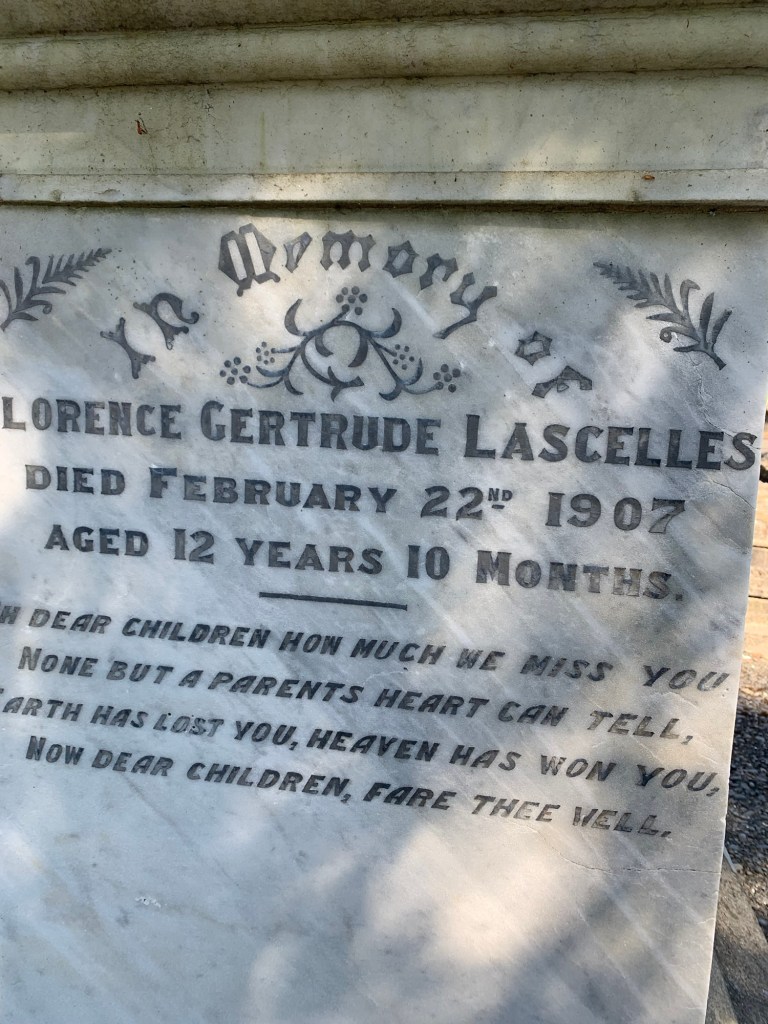 In Memory of
LORENCE GERTRUDE LASCELLES
DIED FEBRUARY 22ND 1907
AGED 12 YEARS 10 MONTHS.
H DEAR CHILDREN HOW MUCH WE MISS YOU
NONE BUT A PARENTS HEART CAN TELL,
EARTH HAS LOST YOU, HEAVEN HAS WON YOU,
NOW DEAR CHILDREN, FARE THEE WELL.